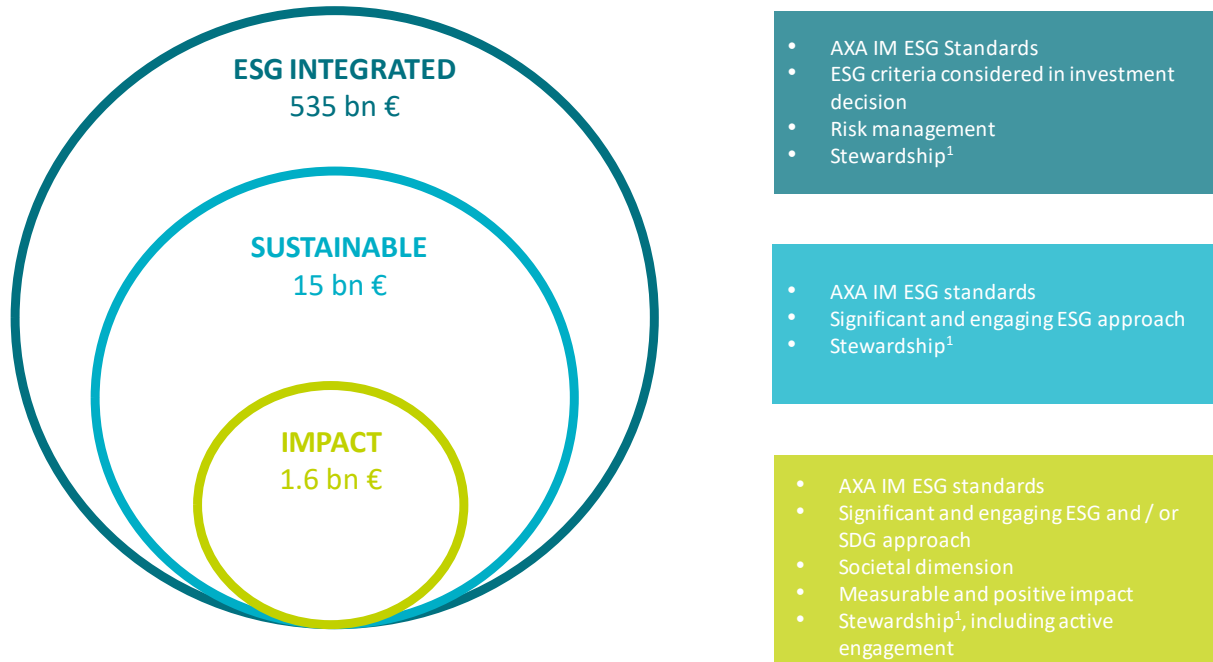 ESG INTEGRATED
535 bn €
SUSTAINABLE
15 bn €
IMPACT
1.6 bn €
• AXA IM ESG Standards
• ESG criteria considered in investment
decision
• Risk management
• Stewardship¹
• AXA IM ESG standards
• Significant and engaging ESG approach
• Stewardship¹
• AXA IM ESG standards
• Significant and engaging ESG and / or
SDG approach
• Societal dimension
• Measurable and positive impact
• Stewardship¹, including active
engagement